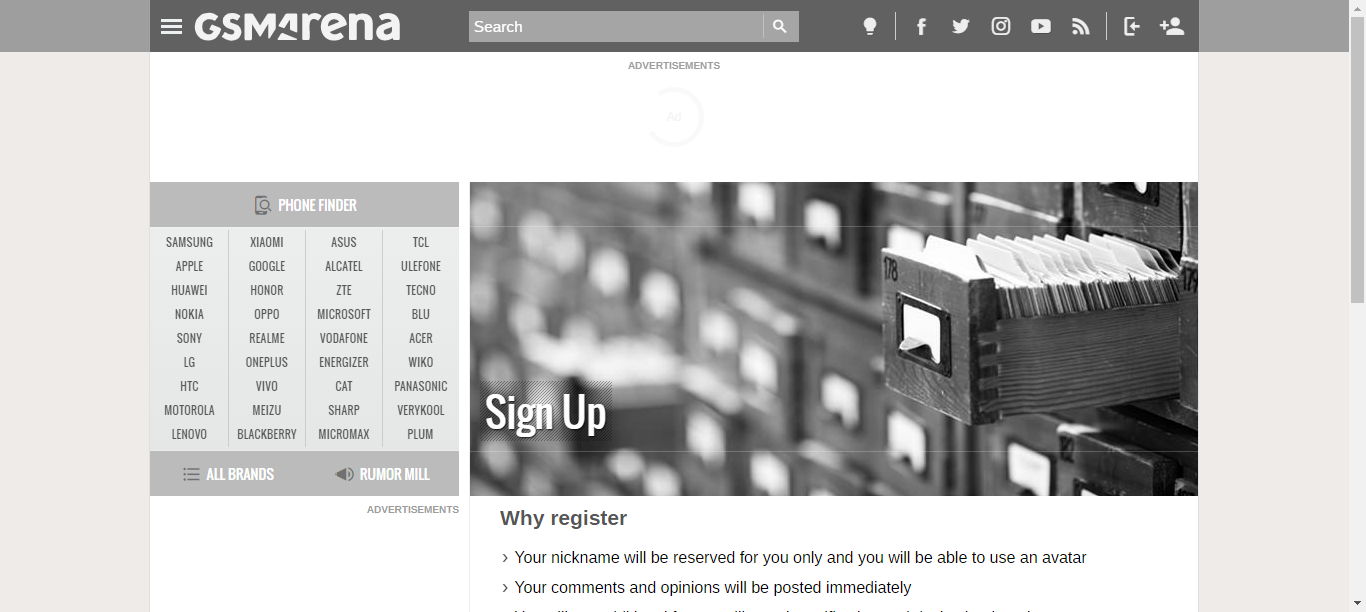 GSMArena
Search
ADVERTISEMENTS
Ad
PHONE FINDER
SAMSUNG XIAOMI ASUS TCL
APPLE GOOGLE ALCATEL ULEFONE
HUAWEI HONOR ZTE TECNO
NOKIA OPPO MICROSOFT BLU
SONY REALME VODAFONE ACER
LG ONEPLUS ENERGIZER WIKO
HTC VIVO CAT PANASONIC
MOTOROLA MEIZU SHARP VERYKOOL
LENOVO BLACKBERRY MICROMAX PLUM
ALL BRANDS RUMOR MILL
ADVERTISEMENTS
178
Sign Up
Why register
Your nickname will be reserved for you only and you will be able to use an avatar
Your comments and opinions will be posted immediately